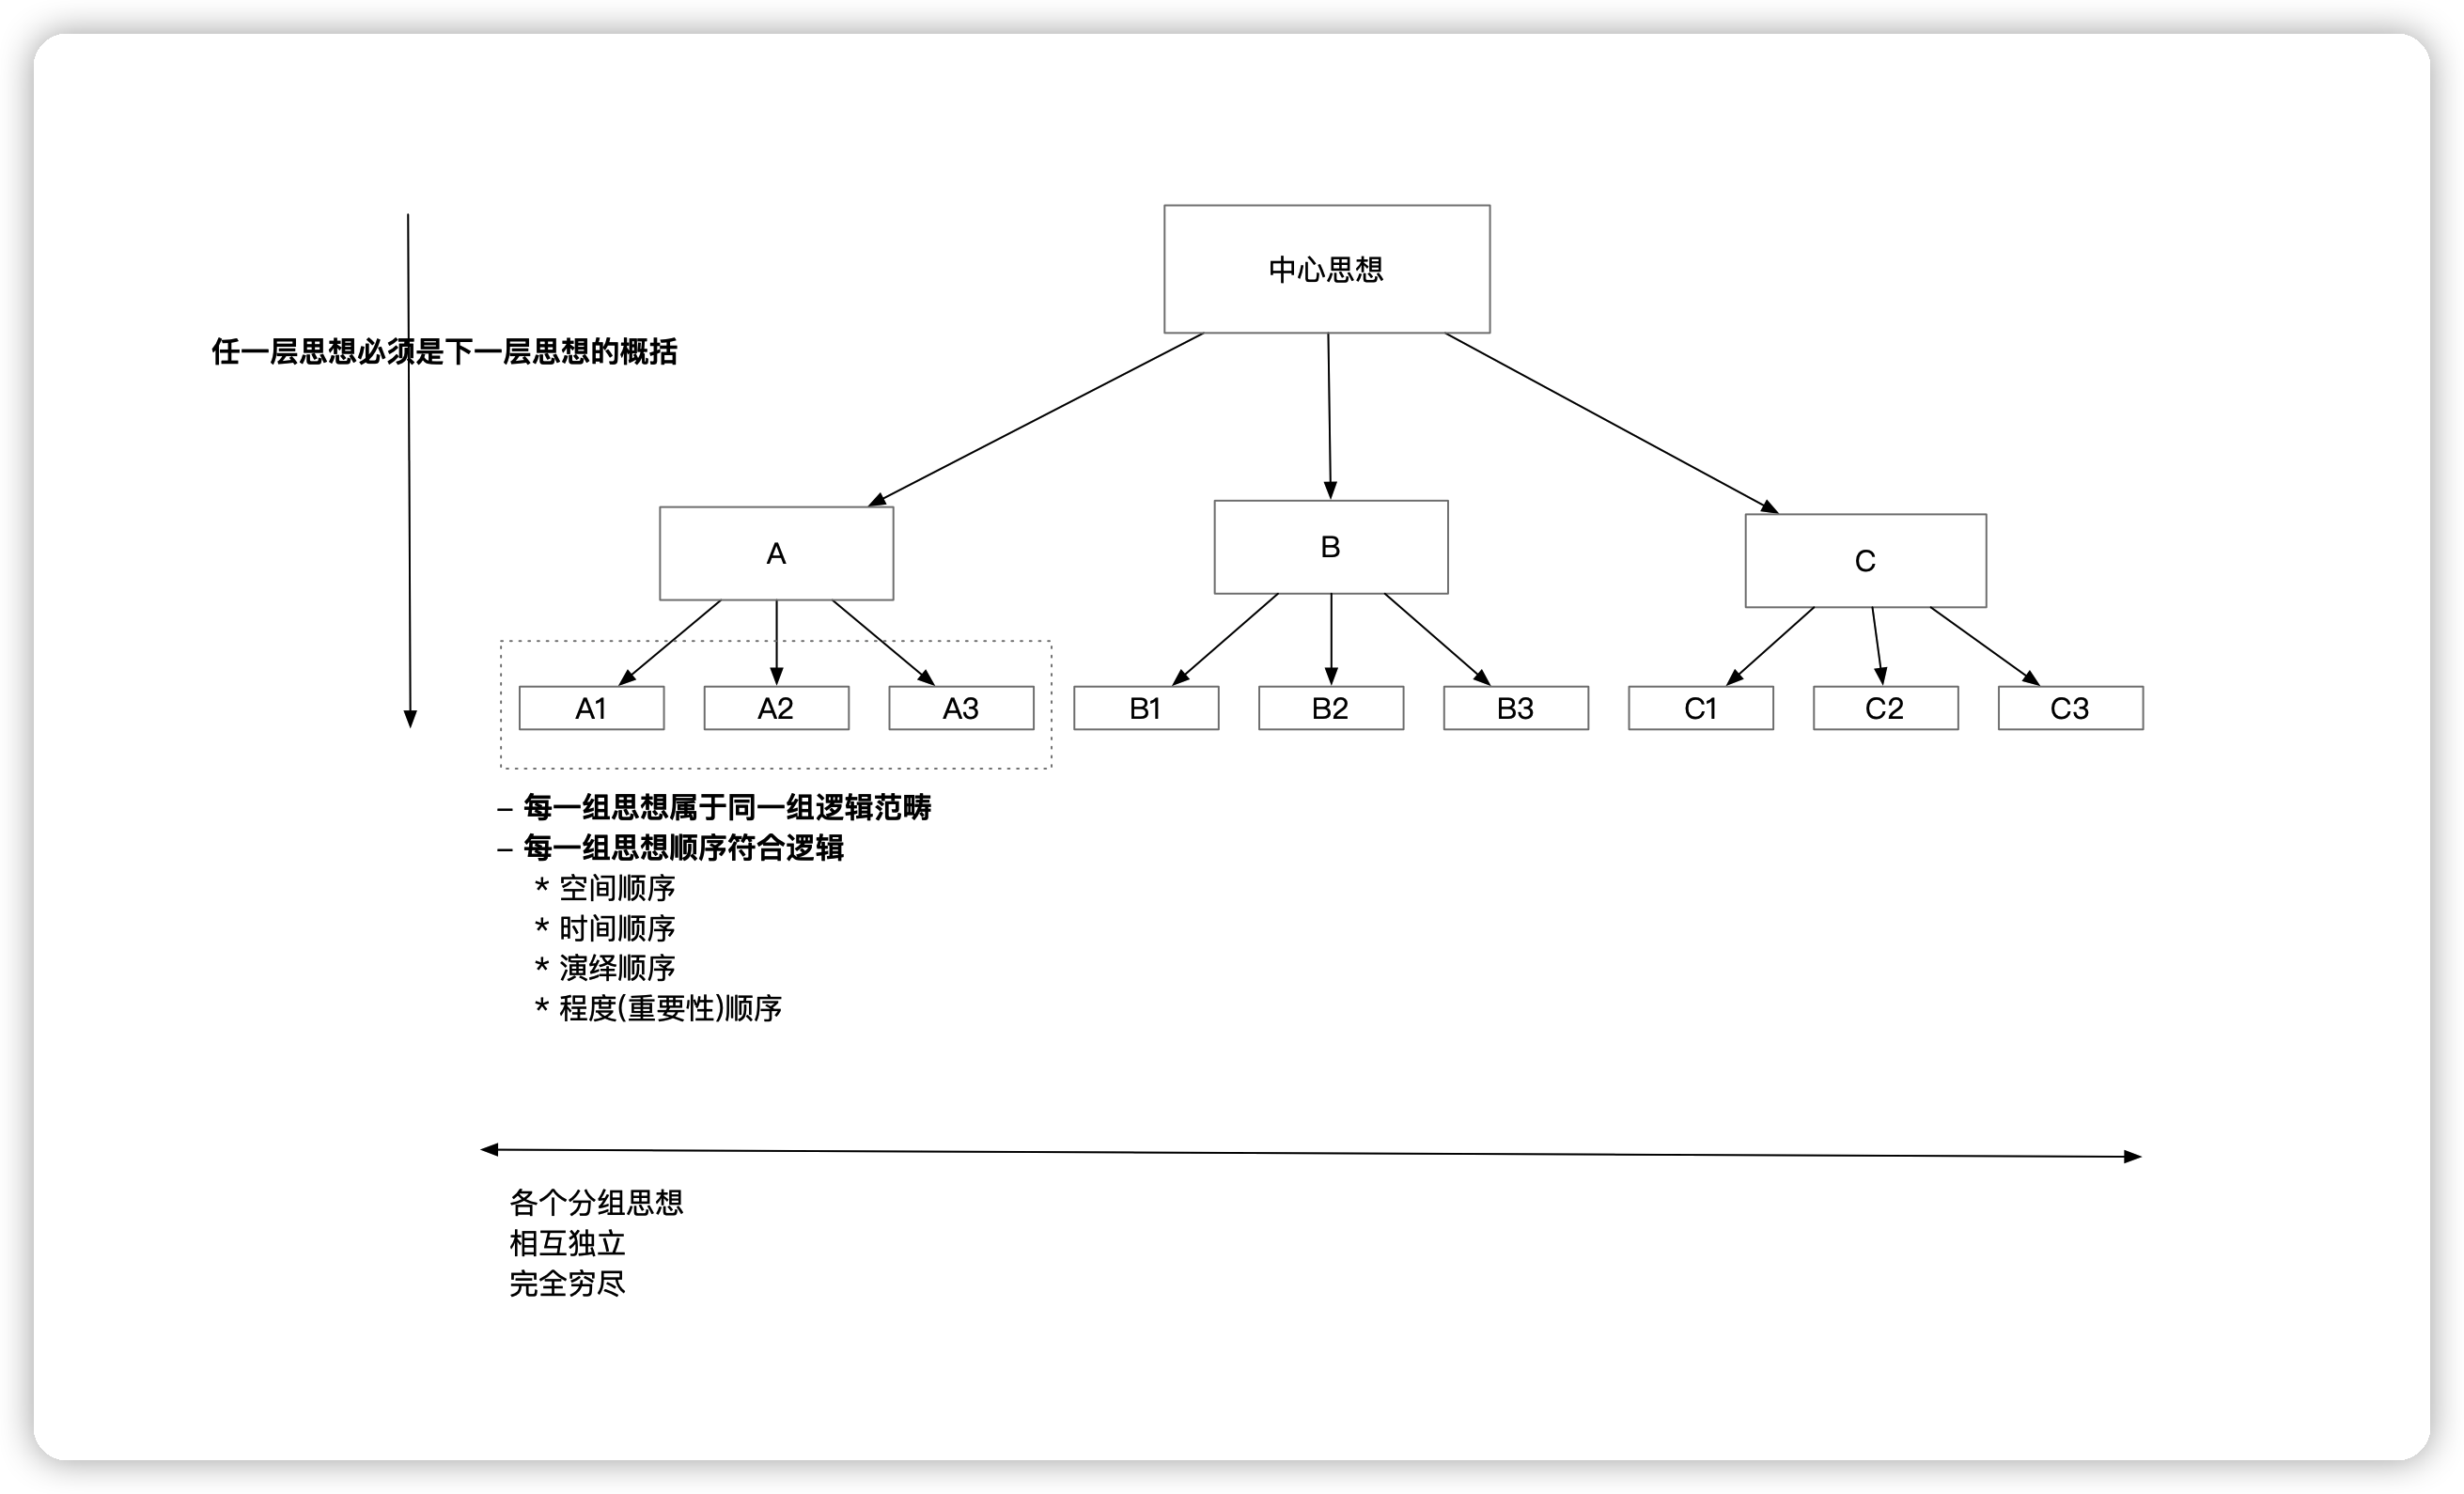 中心思想
任一层思想必须是下一层思想的概括
A
B
C
A1
A2
A3
B1
B2
B3
C1
C2
C3
– 每一组思想属于同一组逻辑范畴
– 每一组思想顺序符合逻辑
* 空间顺序
* 时间顺序
* 演绎顺序
* 程度(重要性)顺序
各个分组思想
相互独立
完全穷尽